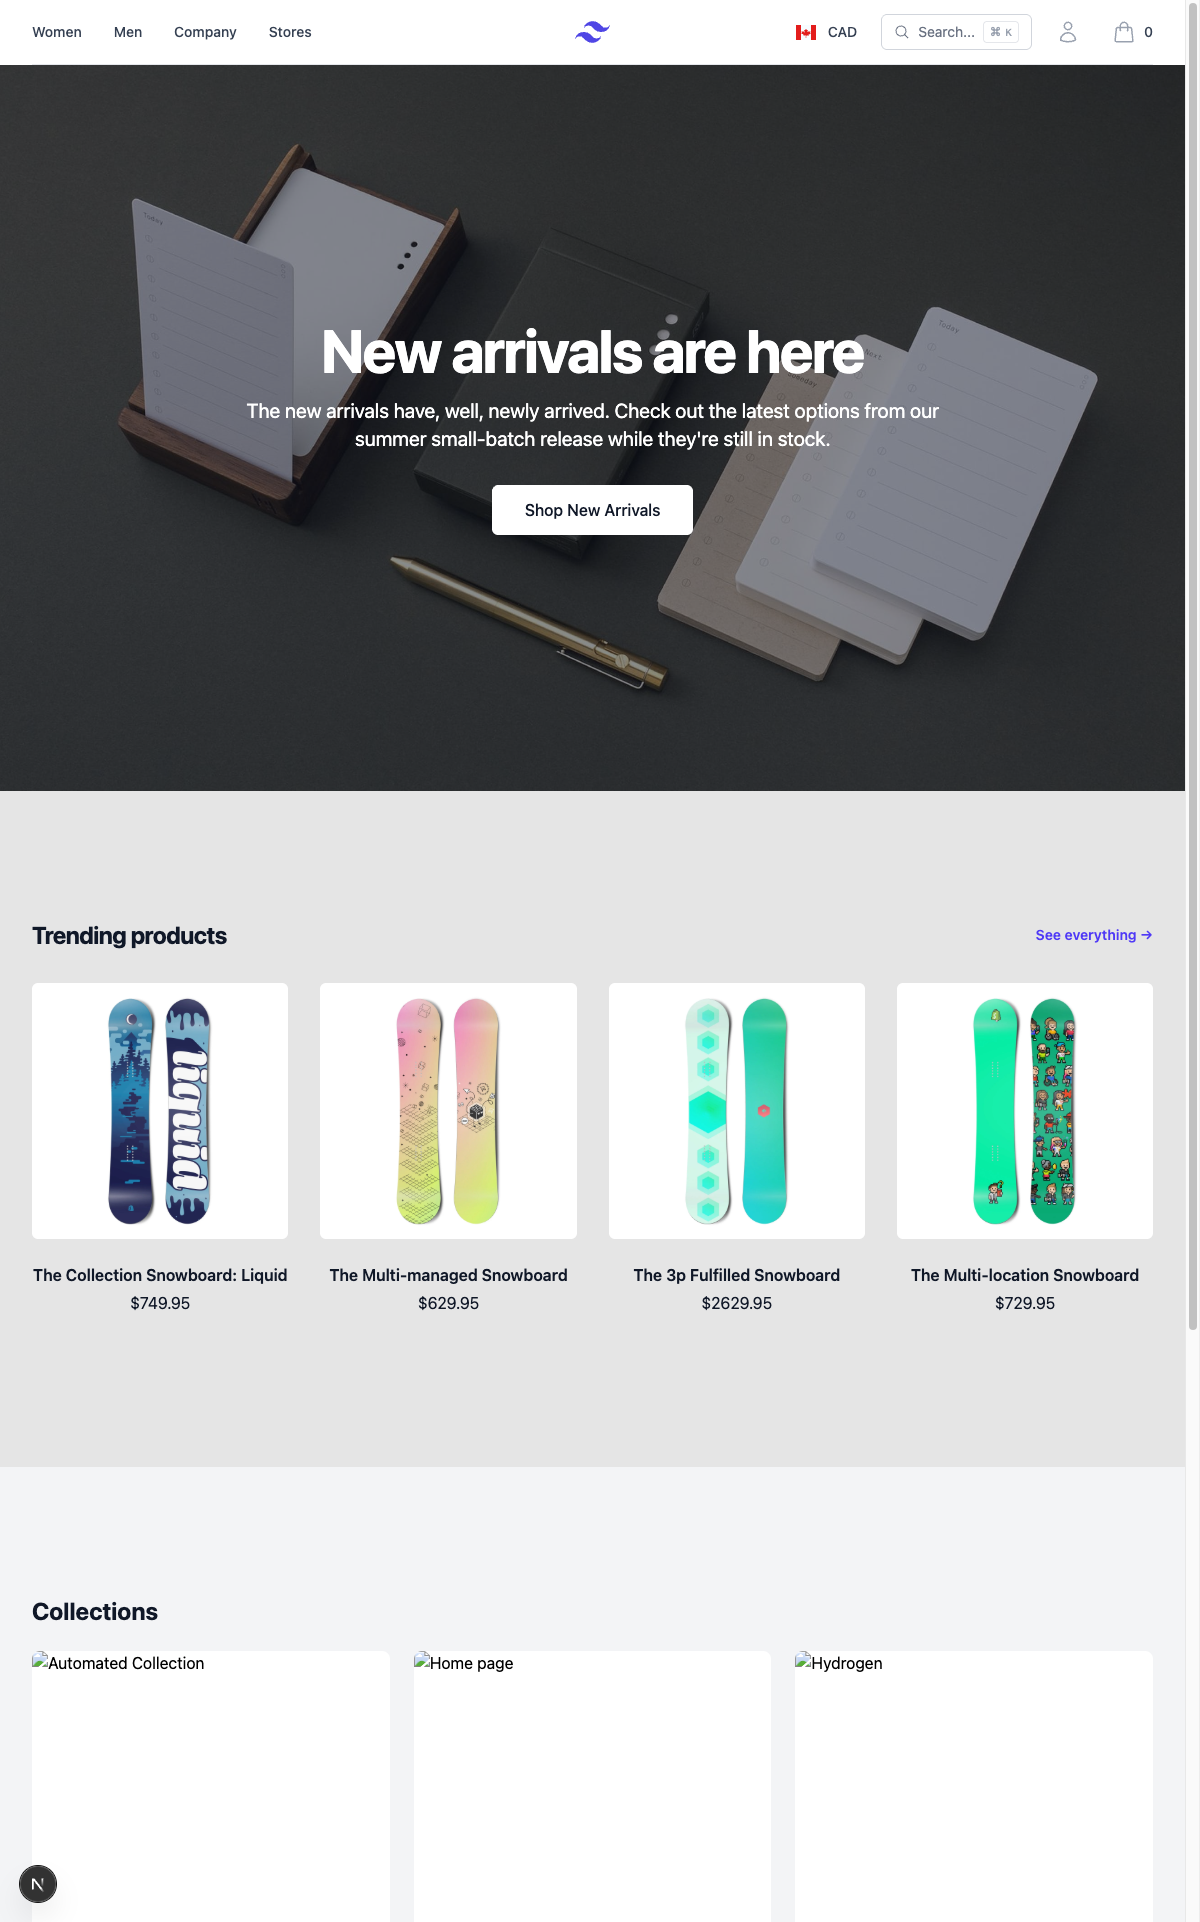 Women
Men
Company
Stores
CAD
Search...
⌘ K
0
Today
Next
Today
New arrivals are here
The new arrivals have, well, newly arrived. Check out the latest options from our
summer small-batch release while they're still in stock.
Shop New Arrivals
Trending products
See everything →
liquid
The Collection Snowboard: Liquid
$749.95
The Multi-managed Snowboard
$629.95
The 3p Fulfilled Snowboard
$2629.95
The Multi-location Snowboard
$729.95
Collections
Automated Collection
Home page
Hydrogen
N